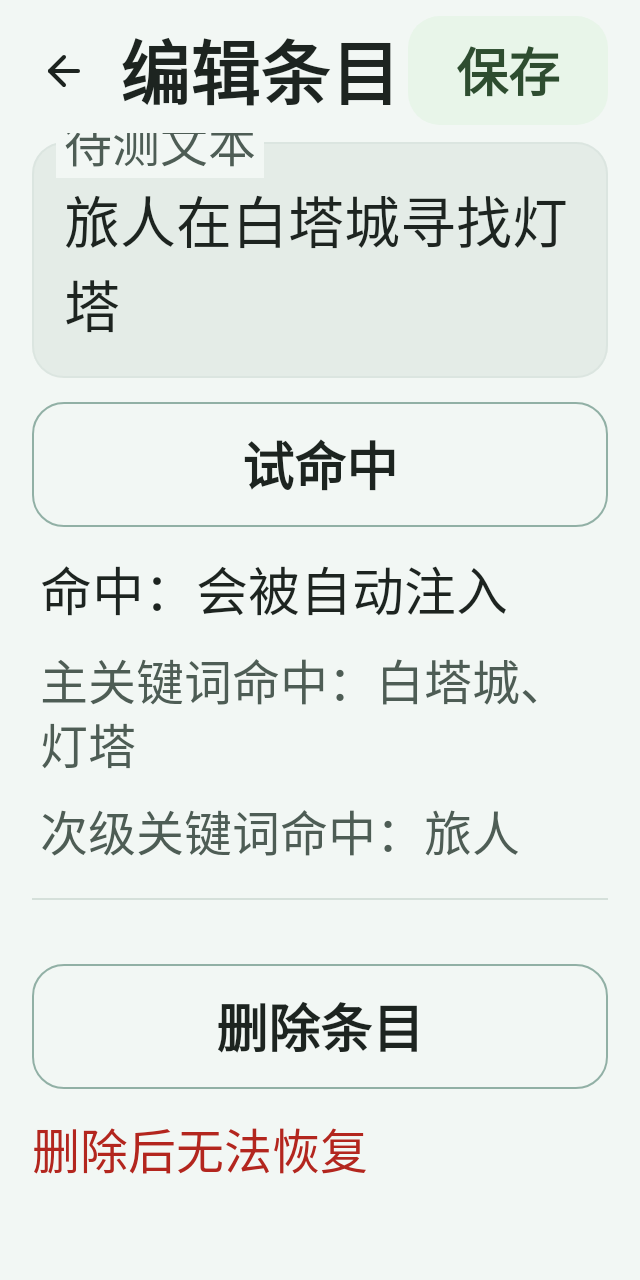 编辑条目
保存
待测文本
旅人在白塔城寻找灯
塔
试命中
命中：会被自动注入
主关键词命中：白塔城、
灯塔
次级关键词命中：旅人
删除条目
删除后无法恢复